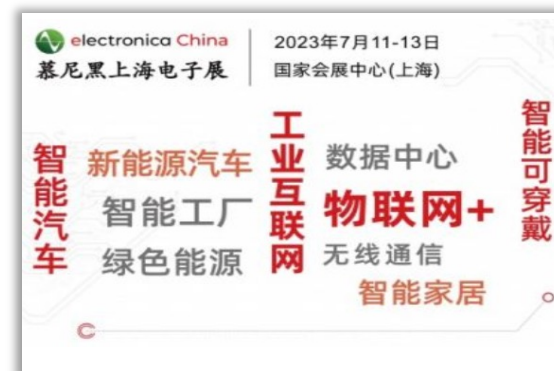 electronica China
慕尼黑上海电子展
2023年7月11-13日
国家会展中心(上海)
智能汽车
新能源汽车
智能工厂
绿色能源
工业互联网
数据中心
物联网+
无线通信
智能家居
智能可穿戴